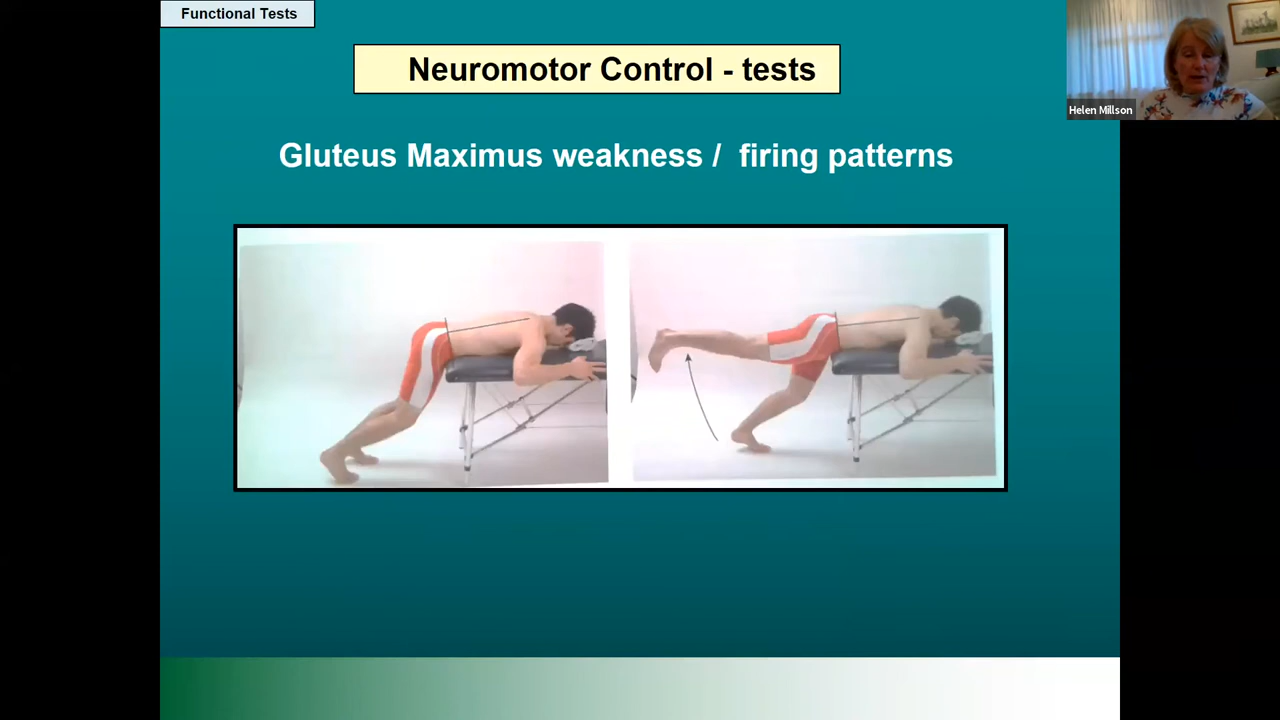 Functional Tests
Neuromotor Control - tests
Helen Millson
Gluteus Maximus weakness / firing patterns